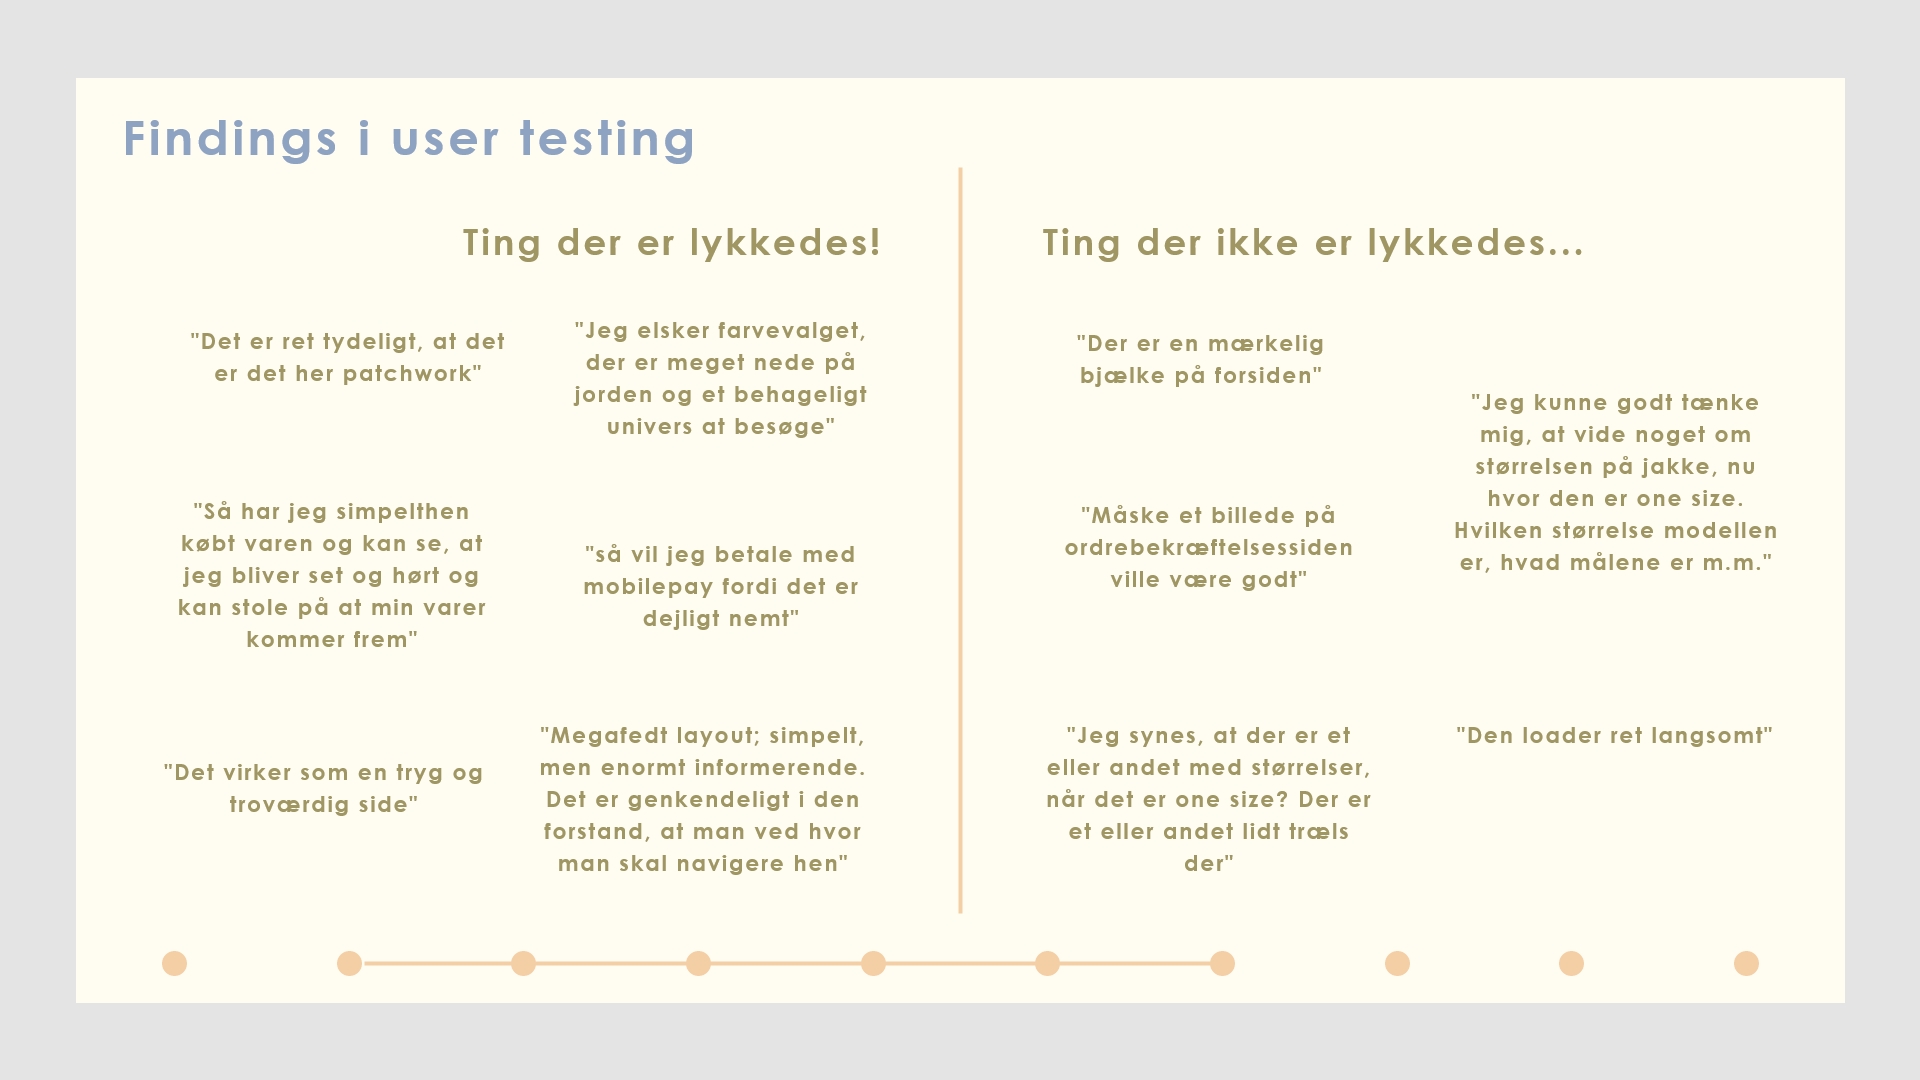 Findings i user testing
Ting der er lykkedes!
"Det er ret tydeligt, at det
er det her patchwork"
"Jeg elsker farvevalget,
der er meget nede på
jorden og et behageligt
univers at besøge"
"Så har jeg simpelthen
købt varen og kan se, at
jeg bliver set og hørt og
kan stole på at min varer
kommer frem"
"så vil jeg betale med
mobilepay fordi det er
dejligt nemt"
"Det virker som en tryg og
troværdig side"
"Megafedt layout; simpelt,
men enormt informerende.
Det er genkendeligt i den
forstand, at man ved hvor
man skal navigere hen"
Ting der ikke er lykkedes...
"Der er en mærkelig
bjælke på forsiden"
"Jeg kunne godt tænke
mig, at vide noget om
størrelsen på jakke, nu
hvor den er one size.
Hvilken størrelse modellen
er, hvad målene er m.m."
"Måske et billede på
ordrebekræftelsessiden
ville være godt"
"Jeg synes, at der er et
eller andet med størrelser,
når det er one size? Der er
et eller andet lidt træls
der"
"Den loader ret langsomt"